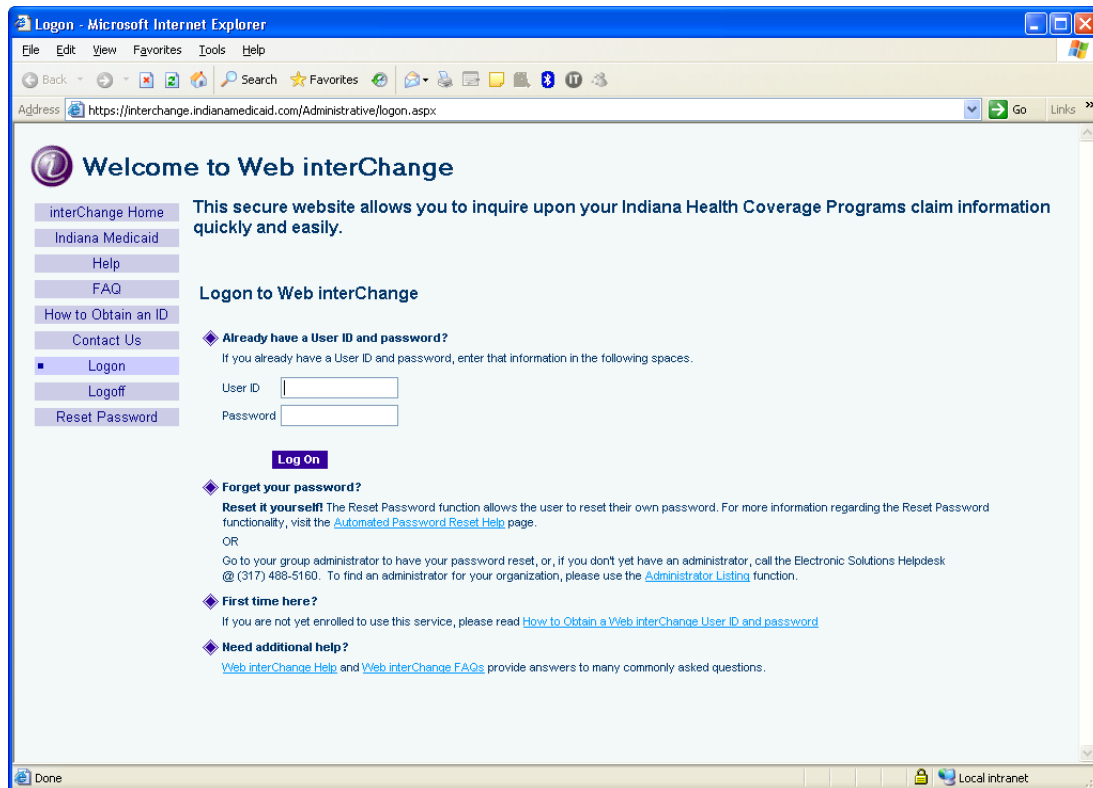 Logon - Microsoft Internet Explorer
File Edit View Favorites Tools Help
Back Search Favorites
Address https://interchange.indianamedicaid.com/Administrative/logon.aspx Go Links »
Welcome to Web interChange
interChange Home
Indiana Medicaid
Help
FAQ
How to Obtain an ID
Contact Us
Logon
Logoff
Reset Password
This secure website allows you to inquire upon your Indiana Health Coverage Programs claim information
quickly and easily.
Logon to Web interChange
Already have a User ID and password?
If you already have a User ID and password, enter that information in the following spaces.
User ID
Password
Log On
Forget your password?
Reset it yourself! The Reset Password function allows the user to reset their own password. For more information regarding the Reset Password
functionality, visit the Automated Password Reset Help page.
OR
Go to your group administrator to have your password reset, or, if you don't yet have an administrator, call the Electronic Solutions Helpdesk
@ (317) 488-5160. To find an administrator for your organization, please use the Administrator Listing function.
First time here?
If you are not yet enrolled to use this service, please read How to Obtain a Web interChange User ID and password
Need additional help?
Web interChange Help and Web interChange FAQs provide answers to many commonly asked questions.
Done Local intranet